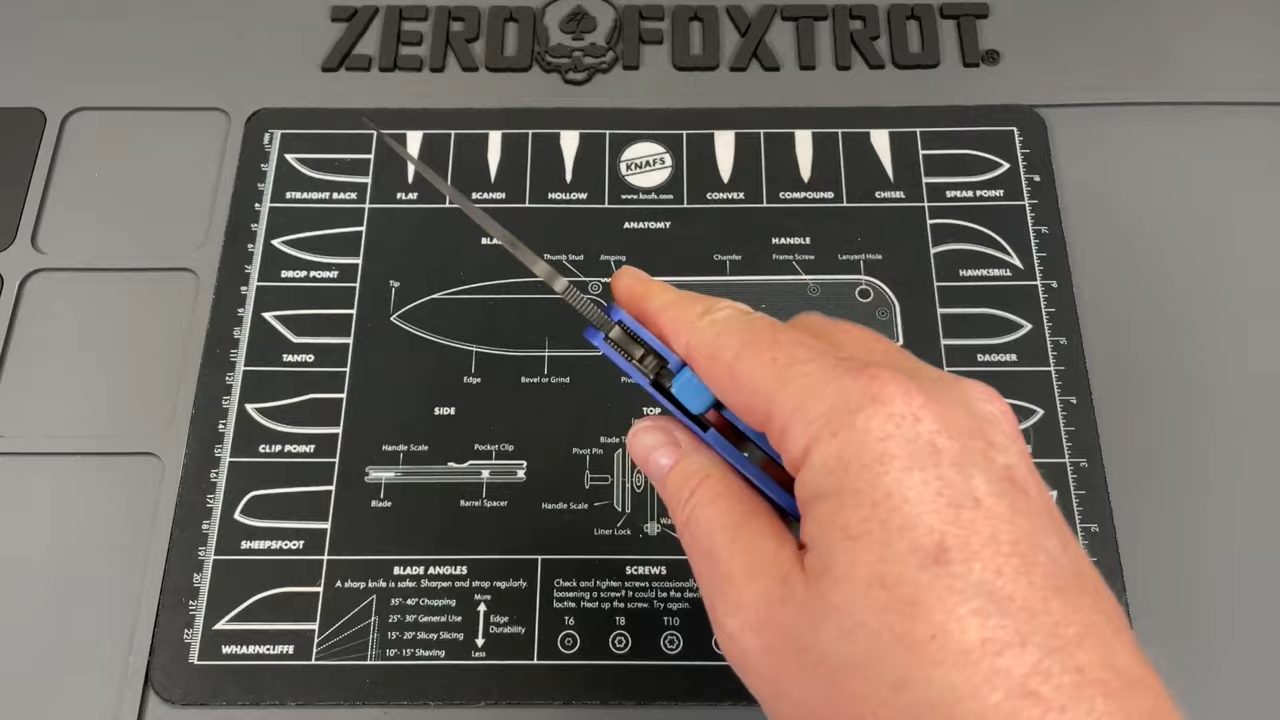 ZERO FOXTROT®
STRAIGHT BACK
FLAT
SCANDI
HOLLOW
KNAFS
www.knafs.com
CONVEX
COMPOUND
CHISEL
SPEAR POINT
DROP POINT
TANTO
CLIP POINT
SHEEPSFOOT
WHARNCLIFFE
HAWKSBILL
DAGGER
ANATOMY
HANDLE
Thumb Stud
Jimping
Chamfer
Frame Screw
Lanyard Hole
Tip
Edge
Bevel or Grind
SIDE
Handle Scale
Pocket Clip
Blade
Barrel Spacer
TOP
Blade
Pivot Pin
Handle Scale
Liner Lock
BLADE ANGLES
A sharp knife is safer. Sharpen and strop regularly.
35°- 40° Chopping
25°- 30° General Use
15°- 20° Slicey Slicing
10°- 15° Shaving
More
Edge
Durability
Less
SCREWS
Check and tighten screws occasionally
loosening a screw? It could be the
loctite. Heat up the screw. Try again.
T6
T8
T10